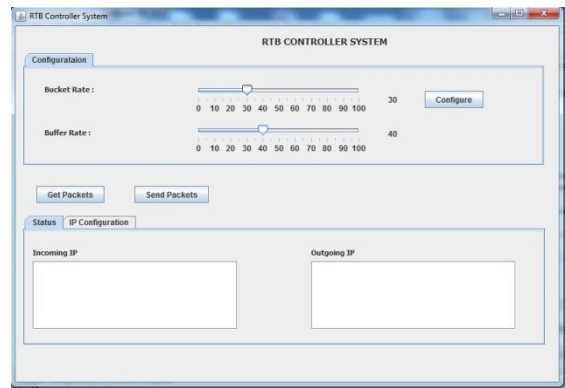 RTB Controller System
RTB CONTROLLER SYSTEM
Configurataion
Bucket Rate :
0 10 20 30 40 50 60 70 80 90 100
30
Configure
Buffer Rate :
0 10 20 30 40 50 60 70 80 90 100
40
Get Packets Send Packets
Status IP Configuration
Incoming IP Outgoing IP